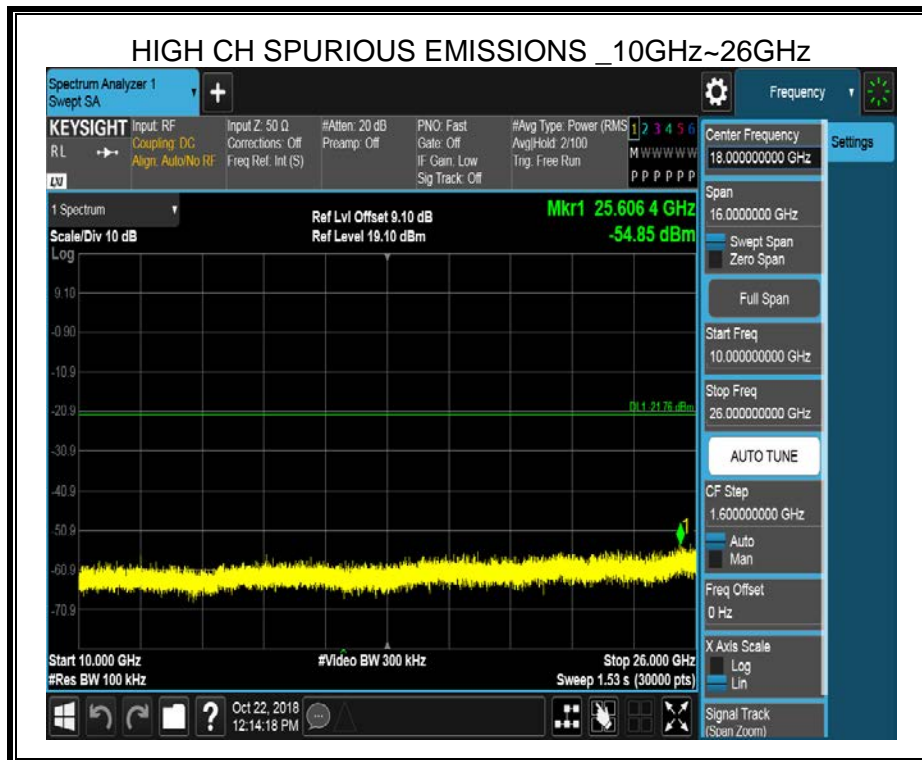 HIGH CH SPURIOUS EMISSIONS _10GHz~26GHz
Spectrum Analyzer 1
Swept SA
+
Frequency
KEYSIGHT
RL
LXI
Input: RF
Coupling: DC
Align: Auto/No RF
Input Z: 50 Ω
Corrections: Off
Freq Ref: Int (S)
#Atten: 20 dB
Preamp: Off
PNO: Fast
Gate: Off
IF Gain: Low
Sig Track: Off
#Avg Type: Power (RMS
Avg|Hold: 2/100
Trig: Free Run
1 2 3 4 5 6
M W W W W W
P P P P P P
1 Spectrum
Scale/Div 10 dB
Ref Lvl Offset 9.10 dB
Ref Level 19.10 dBm
Mkr1 25.606 4 GHz
-54.85 dBm
Log
9.10
-0.90
-10.9
-20.9
-30.9
-40.9
-50.9
-60.9
-70.9
DL1 -21.76 dBm
1
Start 10.000 GHz
#Res BW 100 kHz
#Video BW 300 kHz
Stop 26.000 GHz
Sweep 1.53 s (30000 pts)
Center Frequency
18.000000000 GHz
Settings
Span
16.0000000 GHz
Swept Span
Zero Span
Full Span
Start Freq
10.000000000 GHz
Stop Freq
26.000000000 GHz
AUTO TUNE
CF Step
1.600000000 GHz
Auto
Man
Freq Offset
0 Hz
X Axis Scale
Log
Lin
Signal Track
(Span Zoom)
?
Oct 22, 2018
12:14:18 PM